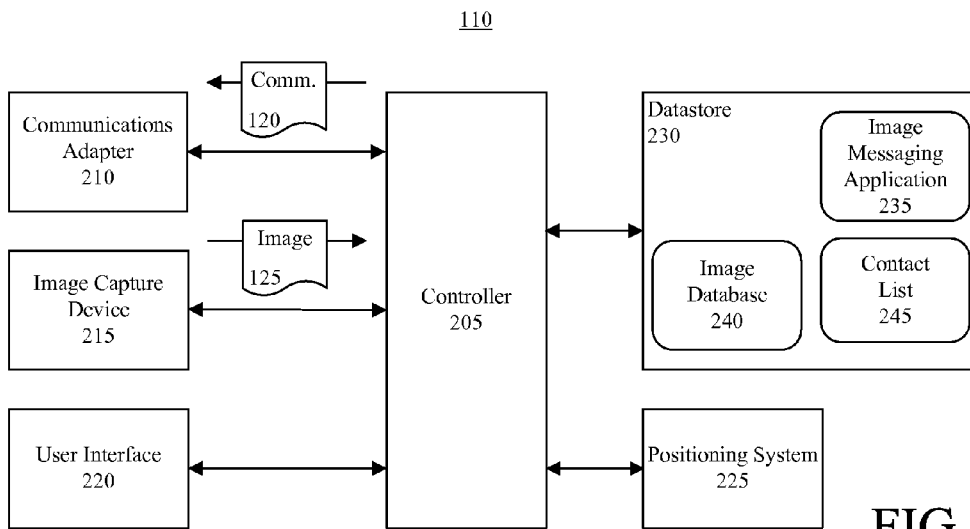 110
Comm.
120
Communications
Adapter
210
Image
125
Image Capture
Device
215
User Interface
220
Controller
205
Datastore
230
Image
Messaging
Application
235
Image
Database
240
Contact
List
245
Positioning System
225
FIG